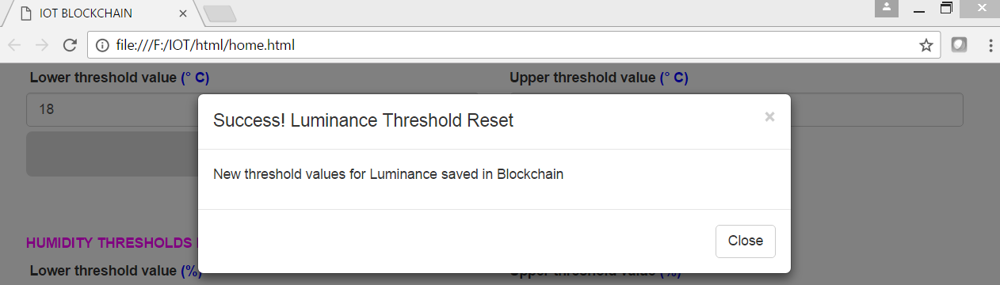 IOT BLOCKCHAIN
file:///F:/IOT/html/home.html
Lower threshold value (° C) Upper threshold value (° C)
18
Success! Luminance Threshold Reset ×
New threshold values for Luminance saved in Blockchain
Close
HUMIDITY THRESHOLDS
Lower threshold value (%) Upper threshold value (%)